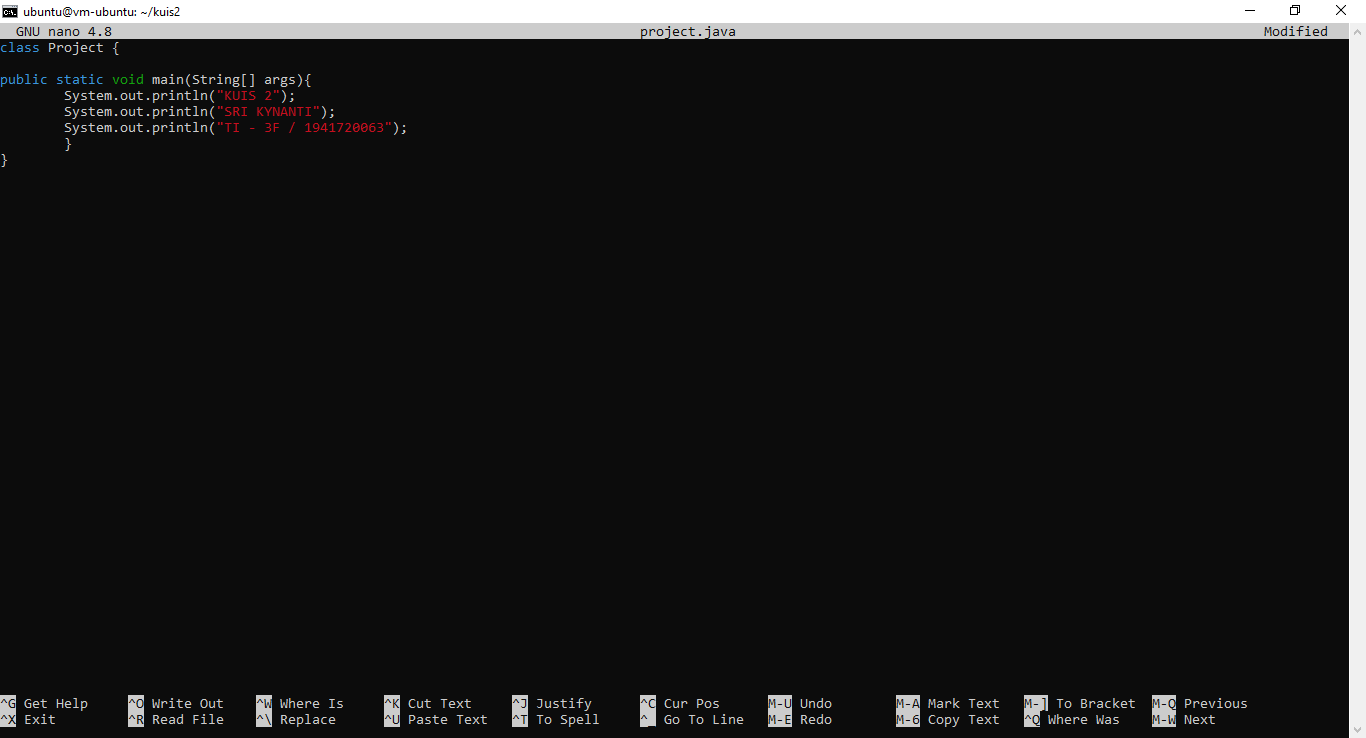 ubuntu@vm-ubuntu: ~/kuis2
GNU nano 4.8 project.java Modified
class Project {
public static void main(String[] args){
System.out.println("KUIS 2");
System.out.println("SRI KYNANTI");
System.out.println("TI - 3F / 1941720063");
}
}
^G Get Help ^O Write Out ^W Where Is ^K Cut Text ^J Justify ^C Cur Pos M-U Undo M-A Mark Text M-] To Bracket M-Q Previous
^X Exit ^R Read File ^\ Replace ^U Paste Text ^T To Spell ^_ Go To Line M-E Redo M-6 Copy Text ^Q Where Was M-W Next